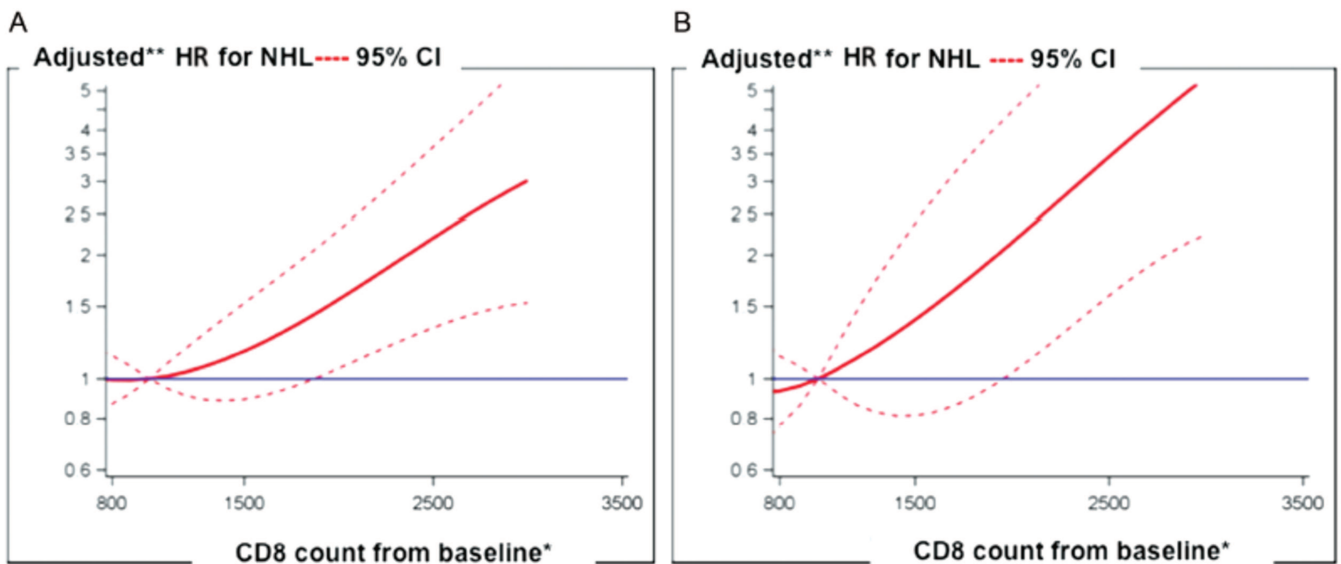 A
Adjusted** HR for NHL---- 95% CI
5
4
3 5
3
2 5
2
1 5
1
0 8
0 6
800 1500 2500 3500
CD8 count from baseline*
B
Adjusted** HR for NHL ---- 95% CI
5
4
3 5
3
2 5
2
1 5
1
0 8
0 6
800 1500 2500 3500
CD8 count from baseline*